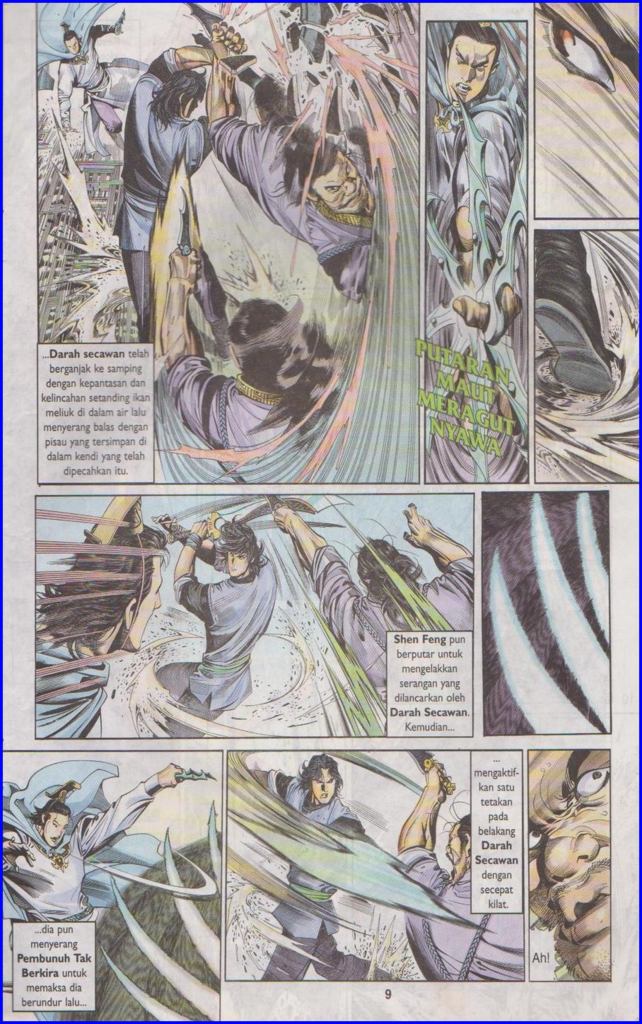 ...Darah secawan telah
berganjak ke samping
dengan kepantasan dan
kelincahan setanding ikan
meliuk di dalam air lalu
menyerang balas dengan
pisau yang tersimpan di
dalam kendi yang telah
dipecahkan itu.
PUTARAN
MAUT
MERAGUT
NYAWA
Shen Feng pun
berputar untuk
mengelakkan
serangan yang
dilancarkan oleh
Darah Secawan.
Kemudian...
...dia pun
menyerang
Pembunuh Tak
Berkira untuk
memaksa dia
berundur lalu...
...
mengaktif-
kan satu
tetakan
pada
belakang
Darah
Secawan
dengan
secepat
kilat.
Ah!
9